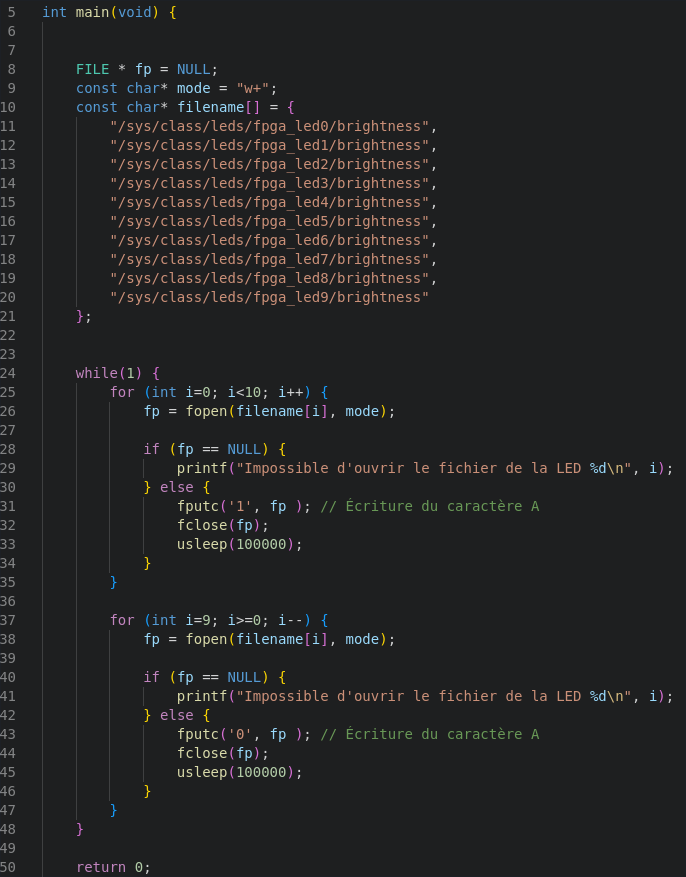 5 int main(void) {
6
7
8 FILE * fp = NULL;
9 const char* mode = "w+";
10 const char* filename[] = {
11 "/sys/class/leds/fpga_led0/brightness",
12 "/sys/class/leds/fpga_led1/brightness",
13 "/sys/class/leds/fpga_led2/brightness",
14 "/sys/class/leds/fpga_led3/brightness",
15 "/sys/class/leds/fpga_led4/brightness",
16 "/sys/class/leds/fpga_led5/brightness",
17 "/sys/class/leds/fpga_led6/brightness",
18 "/sys/class/leds/fpga_led7/brightness",
19 "/sys/class/leds/fpga_led8/brightness",
20 "/sys/class/leds/fpga_led9/brightness"
21 };
22
23
24 while(1) {
25 for (int i=0; i<10; i++) {
26 fp = fopen(filename[i], mode);
27
28 if (fp == NULL) {
29 printf("Impossible d'ouvrir le fichier de la LED %d\n", i);
30 } else {
31 fputc('1', fp ); // Écriture du caractère A
32 fclose(fp);
33 usleep(100000);
34 }
35 }
36
37 for (int i=9; i>=0; i--) {
38 fp = fopen(filename[i], mode);
39
40 if (fp == NULL) {
41 printf("Impossible d'ouvrir le fichier de la LED %d\n", i);
42 } else {
43 fputc('0', fp ); // Écriture du caractère A
44 fclose(fp);
45 usleep(100000);
46 }
47 }
48 }
49
50 return 0;